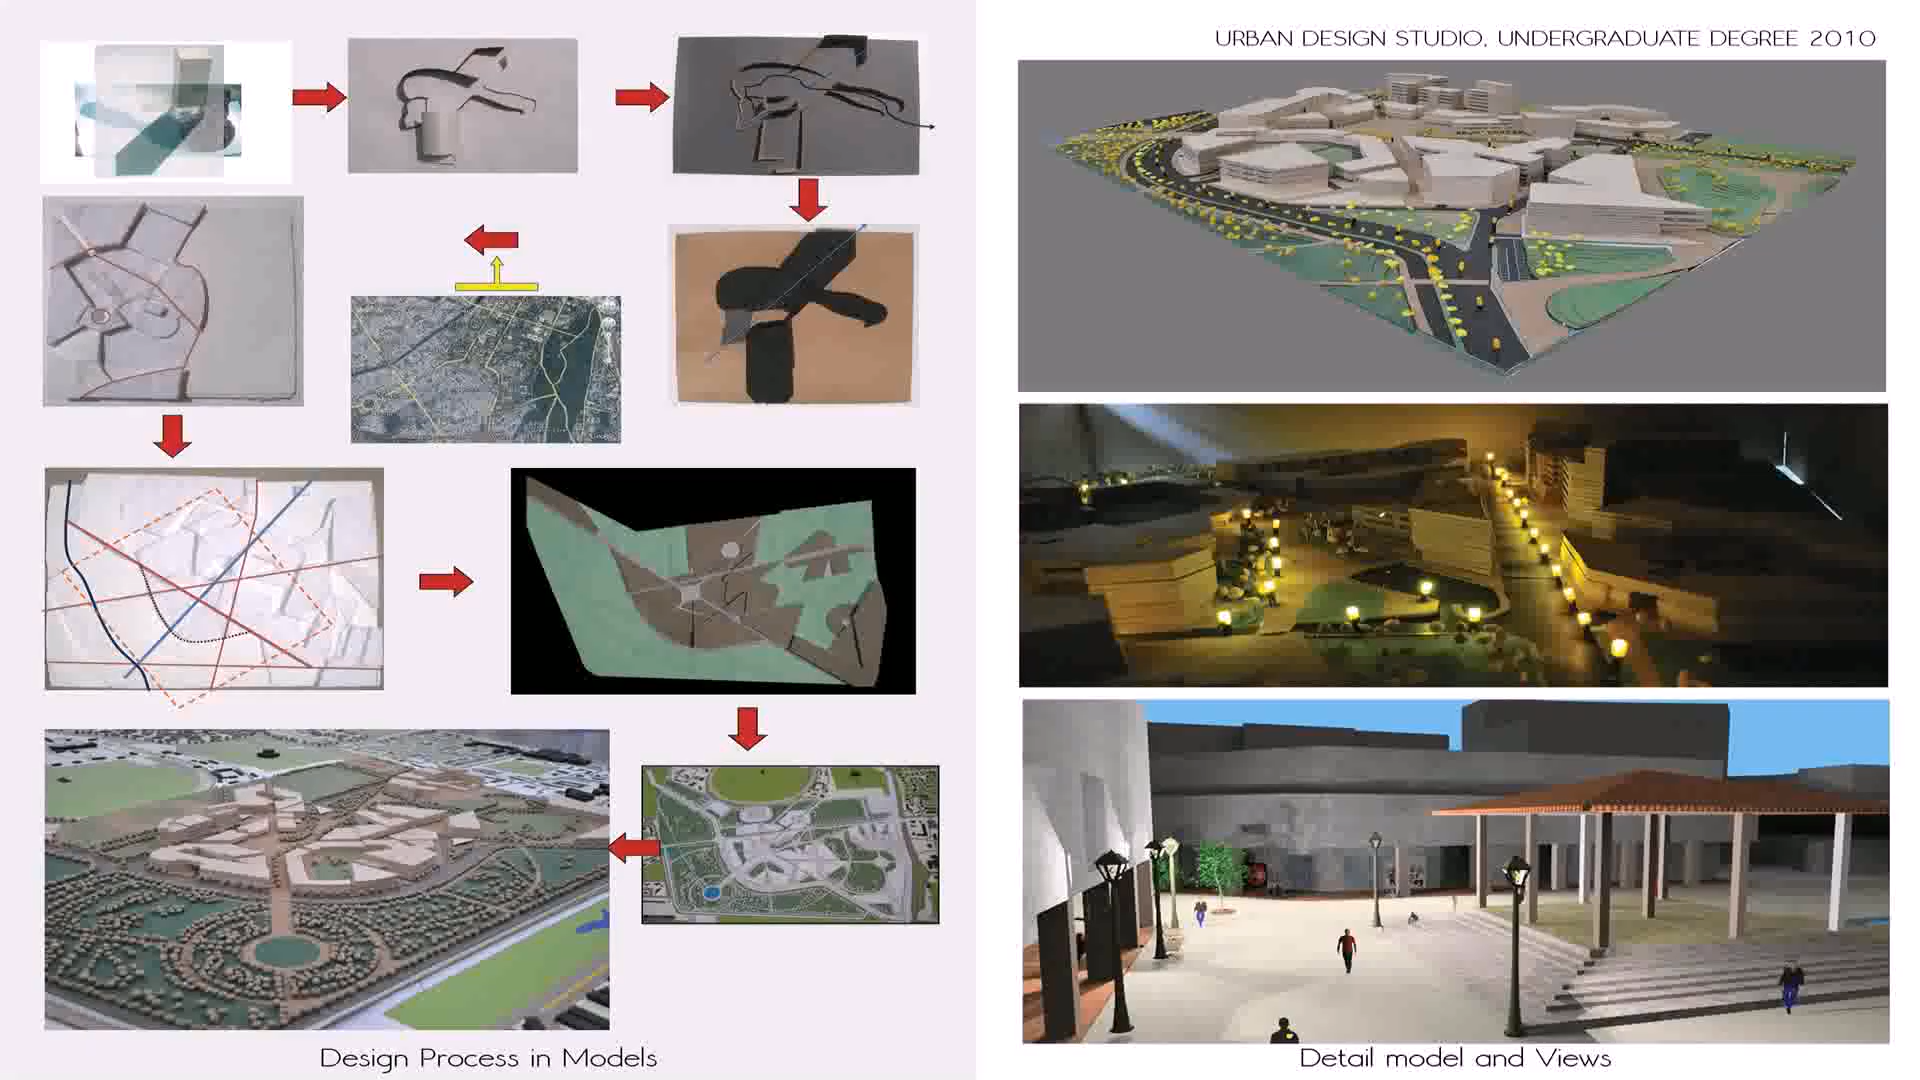 URBAN DESIGN STUDIO, UNDERGRADUATE DEGREE 2010
Design Process in Models
Detail model and Views